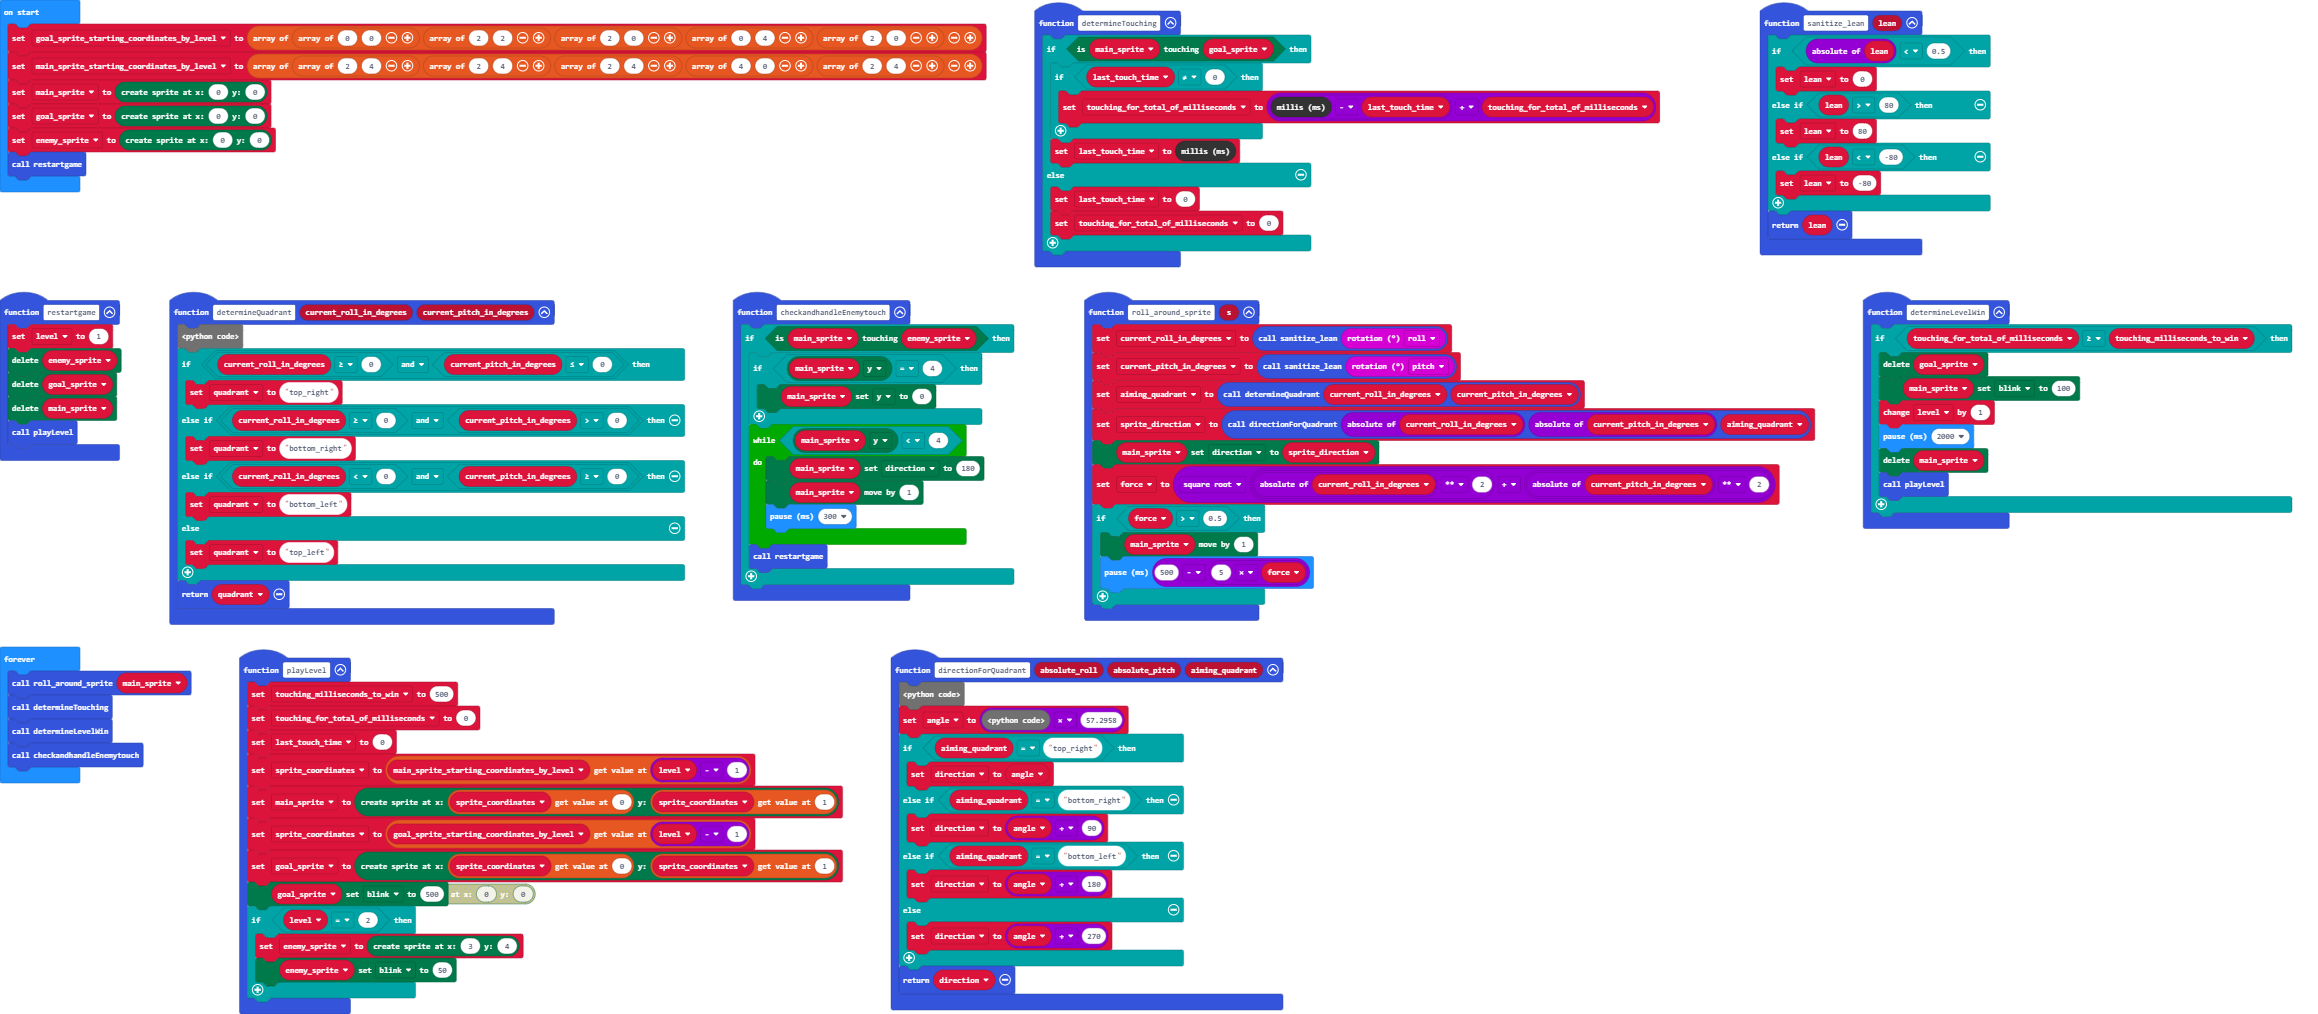 on start
set goal_sprite_starting_coordinates_by_level to array of array of 0 0 array of 2 2 array of 2 0 array of 0 4 array of 2 0
set main_sprite_starting_coordinates_by_level to array of array of 2 4 array of 2 4 array of 2 4 array of 4 0 array of 2 4
set main_sprite to create sprite at x: 0 y: 0
set goal_sprite to create sprite at x: 0 y: 0
set enemy_sprite to create sprite at x: 0 y: 0
call restartgame
function determineTouching
if is main_sprite touching goal_sprite then
if last_touch_time ≠ 0 then
set touching_for_total_of_milliseconds to millis (ms) - last_touch_time + touching_for_total_of_milliseconds
set last_touch_time to millis (ms)
else
set last_touch_time to 0
set touching_for_total_of_milliseconds to 0
function sanitize_lean lean
if absolute of lean < 0.5 then
set lean to 0
else if lean > 80 then
set lean to 80
else if lean < -80 then
set lean to -80
return lean
function restartgame
set level to 1
delete enemy_sprite
delete goal_sprite
delete main_sprite
call playLevel
function determineQuadrant current_roll_in_degrees current_pitch_in_degrees
<python code>
if current_roll_in_degrees ≥ 0 and current_pitch_in_degrees ≤ 0 then
set quadrant to "top_right"
else if current_roll_in_degrees ≥ 0 and current_pitch_in_degrees > 0 then
set quadrant to "bottom_right"
else if current_roll_in_degrees < 0 and current_pitch_in_degrees ≥ 0 then
set quadrant to "bottom_left"
else
set quadrant to "top_left"
return quadrant
function checkandhandleEnemytouch
if is main_sprite touching enemy_sprite then
if main_sprite y = 4 then
main_sprite set y to 0
while main_sprite y < 4
do main_sprite set direction to 180
main_sprite move by 1
pause (ms) 300
call restartgame
function roll_around_sprite s
set current_roll_in_degrees to call sanitize_lean rotation (°) roll
set current_pitch_in_degrees to call sanitize_lean rotation (°) pitch
set aiming_quadrant to call determineQuadrant current_roll_in_degrees current_pitch_in_degrees
set sprite_direction to call directionForQuadrant absolute of current_roll_in_degrees absolute of current_pitch_in_degrees aiming_quadrant
main_sprite set direction to sprite_direction
set force to square root absolute of current_roll_in_degrees ** 2 + absolute of current_pitch_in_degrees ** 2
if force > 0.5 then
main_sprite move by 1
pause (ms) 500 - 5 × force
function determineLevelWin
if touching_for_total_of_milliseconds ≥ touching_milliseconds_to_win then
delete goal_sprite
main_sprite set blink to 100
change level by 1
pause (ms) 2000
delete main_sprite
call playLevel
forever
call roll_around_sprite main_sprite
call determineTouching
call determineLevelWin
call checkandhandleEnemytouch
function playLevel
set touching_milliseconds_to_win to 500
set touching_for_total_of_milliseconds to 0
set last_touch_time to 0
set sprite_coordinates to main_sprite_starting_coordinates_by_level get value at level - 1
set main_sprite to create sprite at x: sprite_coordinates get value at 0 y: sprite_coordinates get value at 1
set sprite_coordinates to goal_sprite_starting_coordinates_by_level get value at level - 1
set goal_sprite to create sprite at x: sprite_coordinates get value at 0 y: sprite_coordinates get value at 1
goal_sprite set blink to 500 at x: 0 y: 0
if level = 2 then
set enemy_sprite to create sprite at x: 3 y: 4
enemy_sprite set blink to 50
function directionForQuadrant absolute_roll absolute_pitch aiming_quadrant
<python code>
set angle to <python code> × 57.2958
if aiming_quadrant = "top_right" then
set direction to angle
else if aiming_quadrant = "bottom_right" then
set direction to angle + 90
else if aiming_quadrant = "bottom_left" then
set direction to angle + 180
else
set direction to angle + 270
return direction